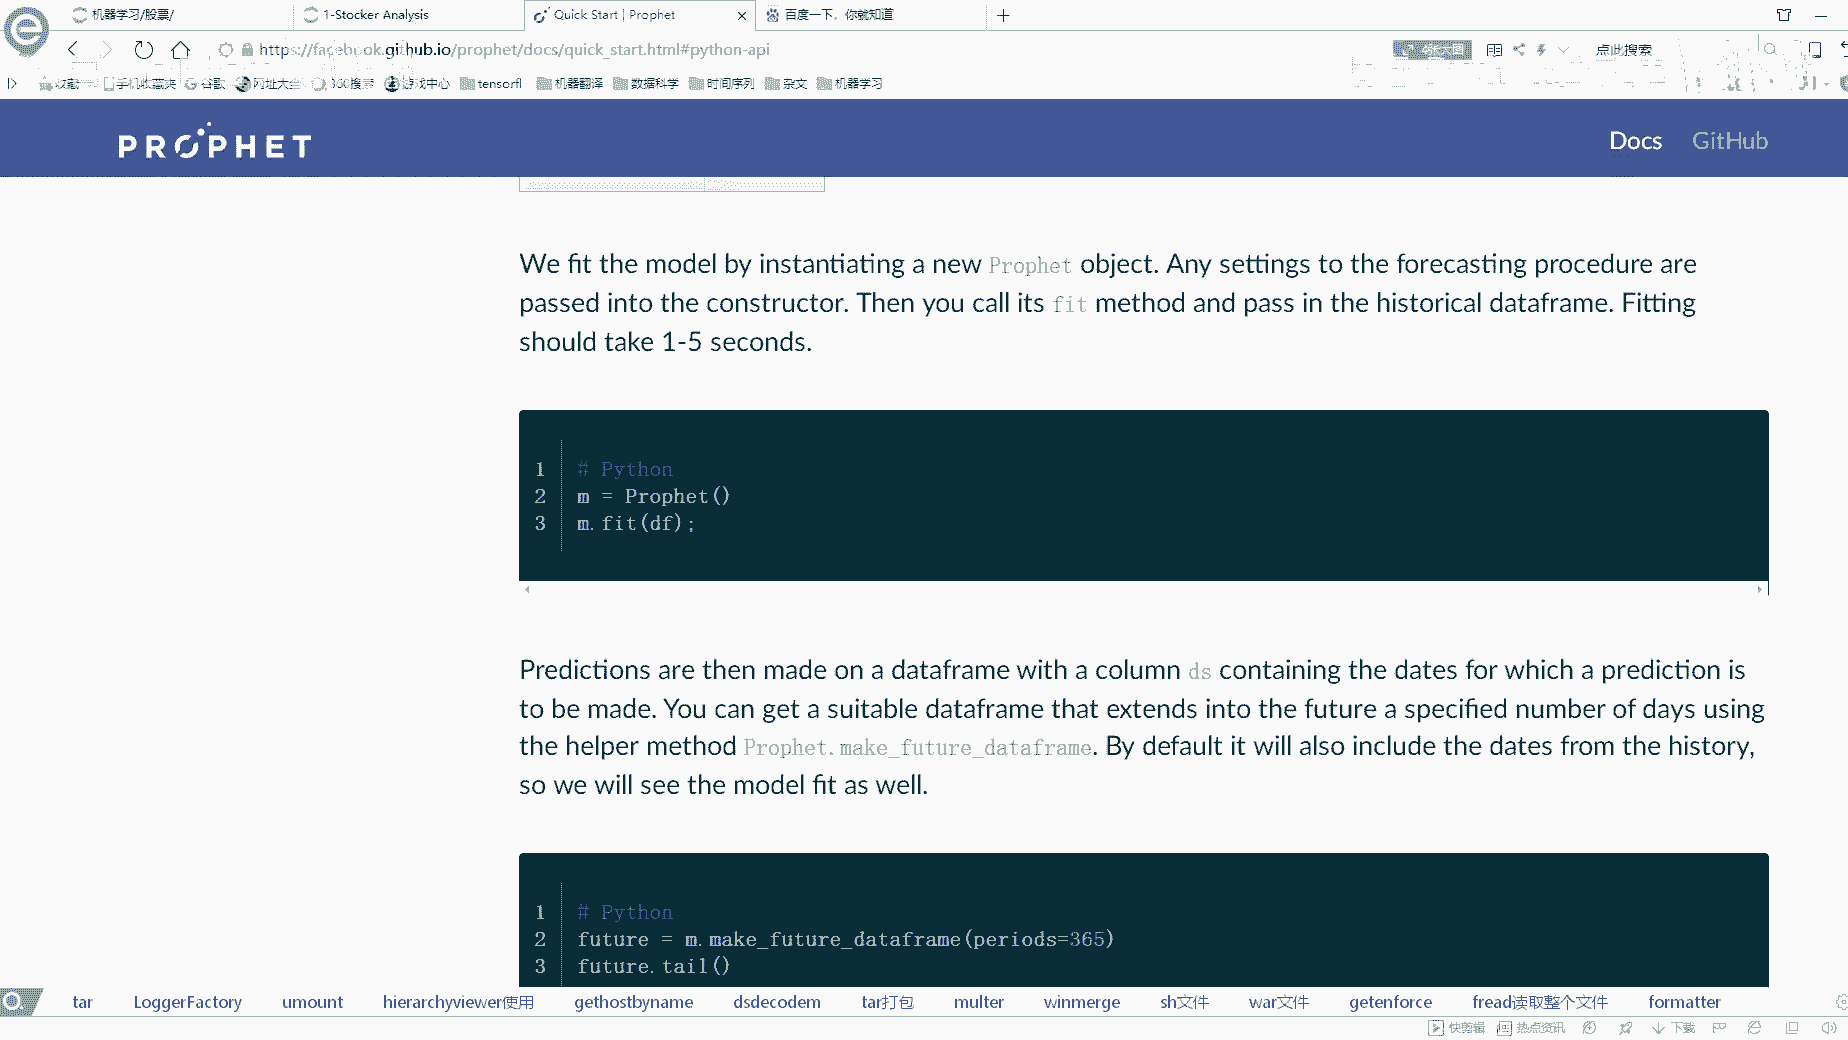 机器学习/股票/
1-Stocker Analysis
Quick Start | Prophet
百度一下，你就知道
https://facebook.github.io/prophet/docs/quick_start.html#python-api
点此搜索
收藏 手机收藏夹 谷歌 网址大全 360搜索 游戏中心 tensorfl 机器翻译 数据科学 时间序列 杂文 机器学习
PROPHET
Docs GitHub
We fit the model by instantiating a new Prophet object. Any settings to the forecasting procedure are
passed into the constructor. Then you call its fit method and pass in the historical dataframe. Fitting
should take 1-5 seconds.
1 # Python
2 m = Prophet()
3 m.fit(df);
Predictions are then made on a dataframe with a column ds containing the dates for which a prediction is
to be made. You can get a suitable dataframe that extends into the future a specified number of days using
the helper method Prophet.make_future_dataframe. By default it will also include the dates from the history,
so we will see the model fit as well.
1 # Python
2 future = m.make_future_dataframe(periods=365)
3 future.tail()
tar LoggerFactory umount hierarchyviewer使用 gethostbyname dsdecodem tar打包 multer winmerge sh文件 war文件 getenforce fread读取整个文件 formatter
快剪辑 热点资讯 下载